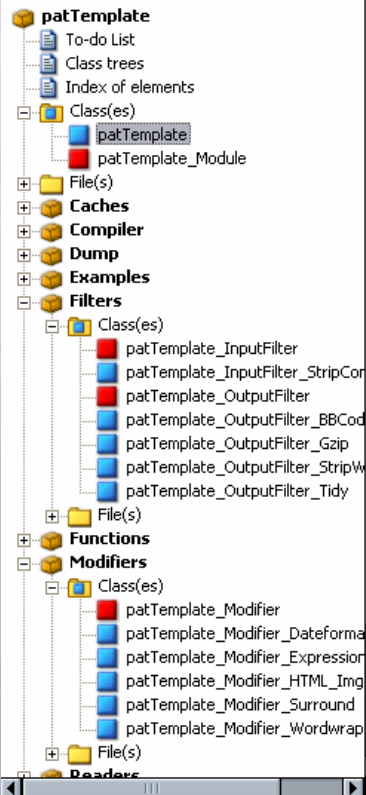 patTemplate
To-do List
Class trees
Index of elements
Class(es)
patTemplate
patTemplate_Module
File(s)
Caches
Compiler
Dump
Examples
Filters
Class(es)
patTemplate_InputFilter
patTemplate_InputFilter_StripCor
patTemplate_OutputFilter
patTemplate_OutputFilter_BBCod
patTemplate_OutputFilter_Gzip
patTemplate_OutputFilter_StripW
patTemplate_OutputFilter_Tidy
File(s)
Functions
Modifiers
Class(es)
patTemplate_Modifier
patTemplate_Modifier_Dateforma
patTemplate_Modifier_Expression
patTemplate_Modifier_HTML_Img
patTemplate_Modifier_Surround
patTemplate_Modifier_Wordwrap
File(s)
Readers